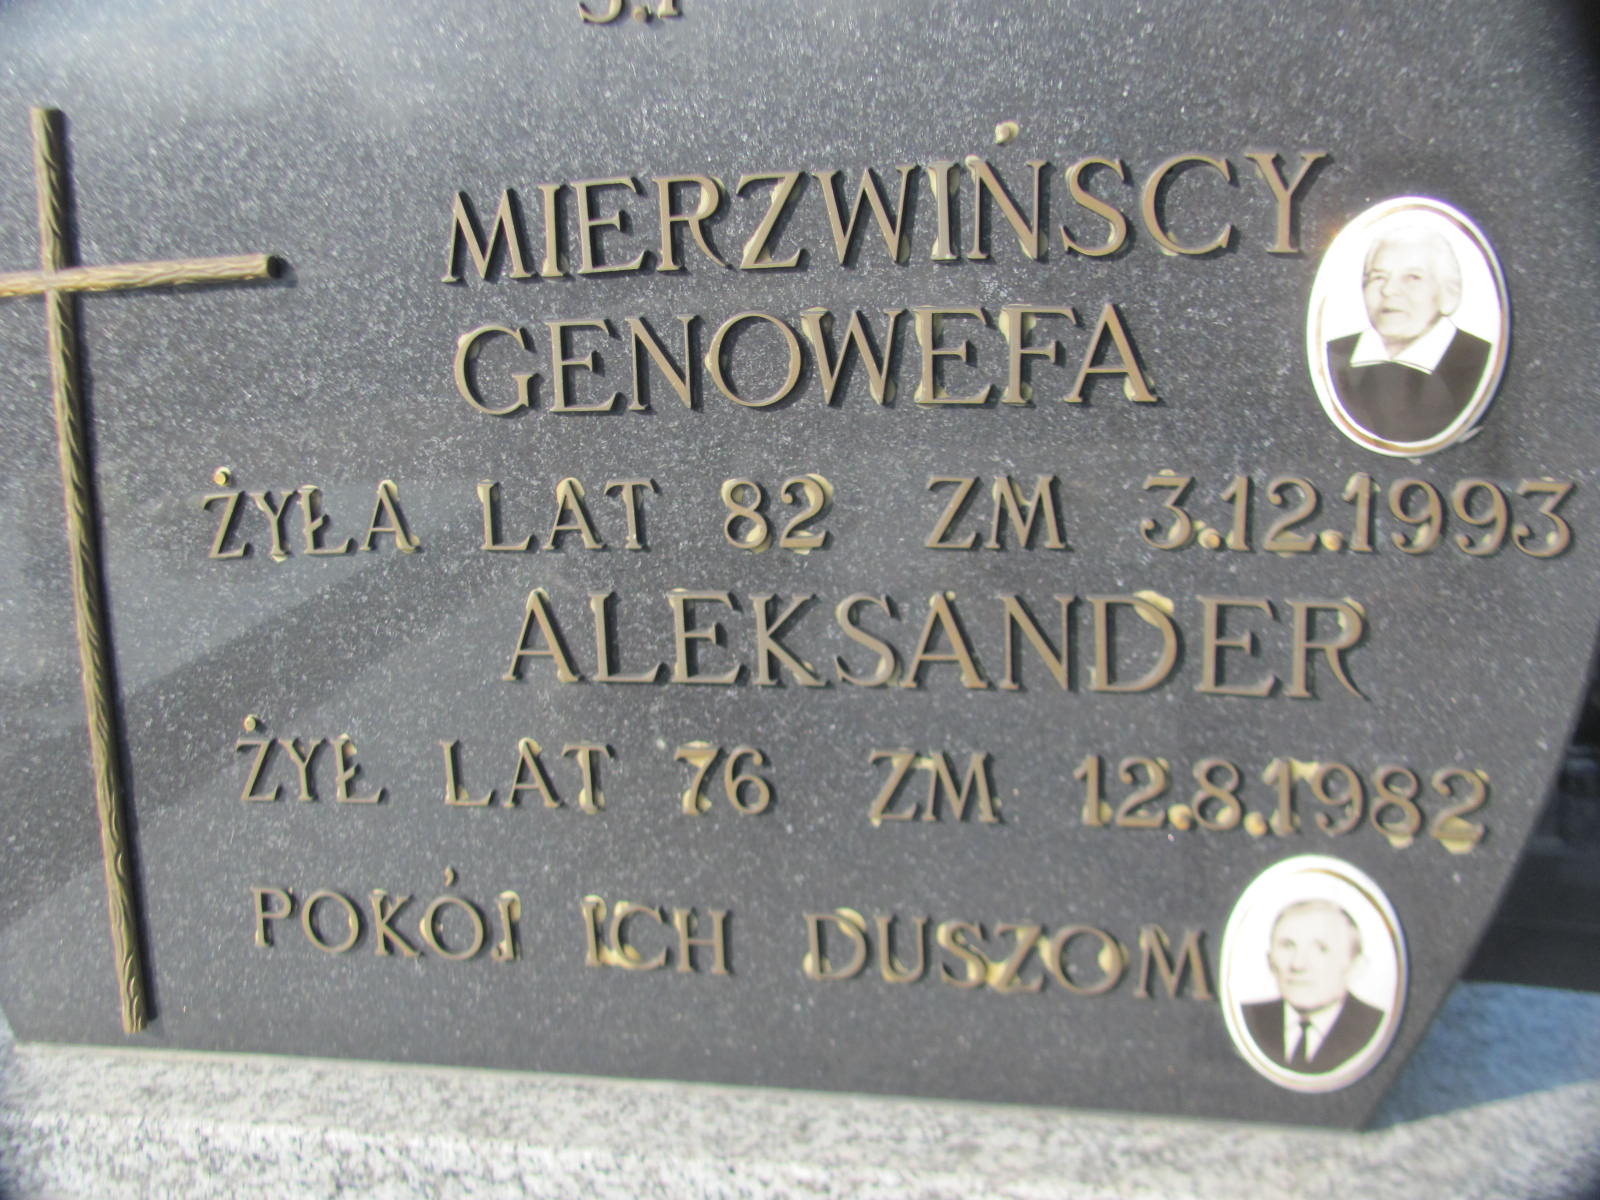 Ś.P
MIERZWIŃSCY
GENOWEFA
ŻYŁA LAT 82 ZM 3.12.1993
ALEKSANDER
ŻYŁ LAT 76 ZM 12.8.1982
POKÓJ ICH DUSZOM